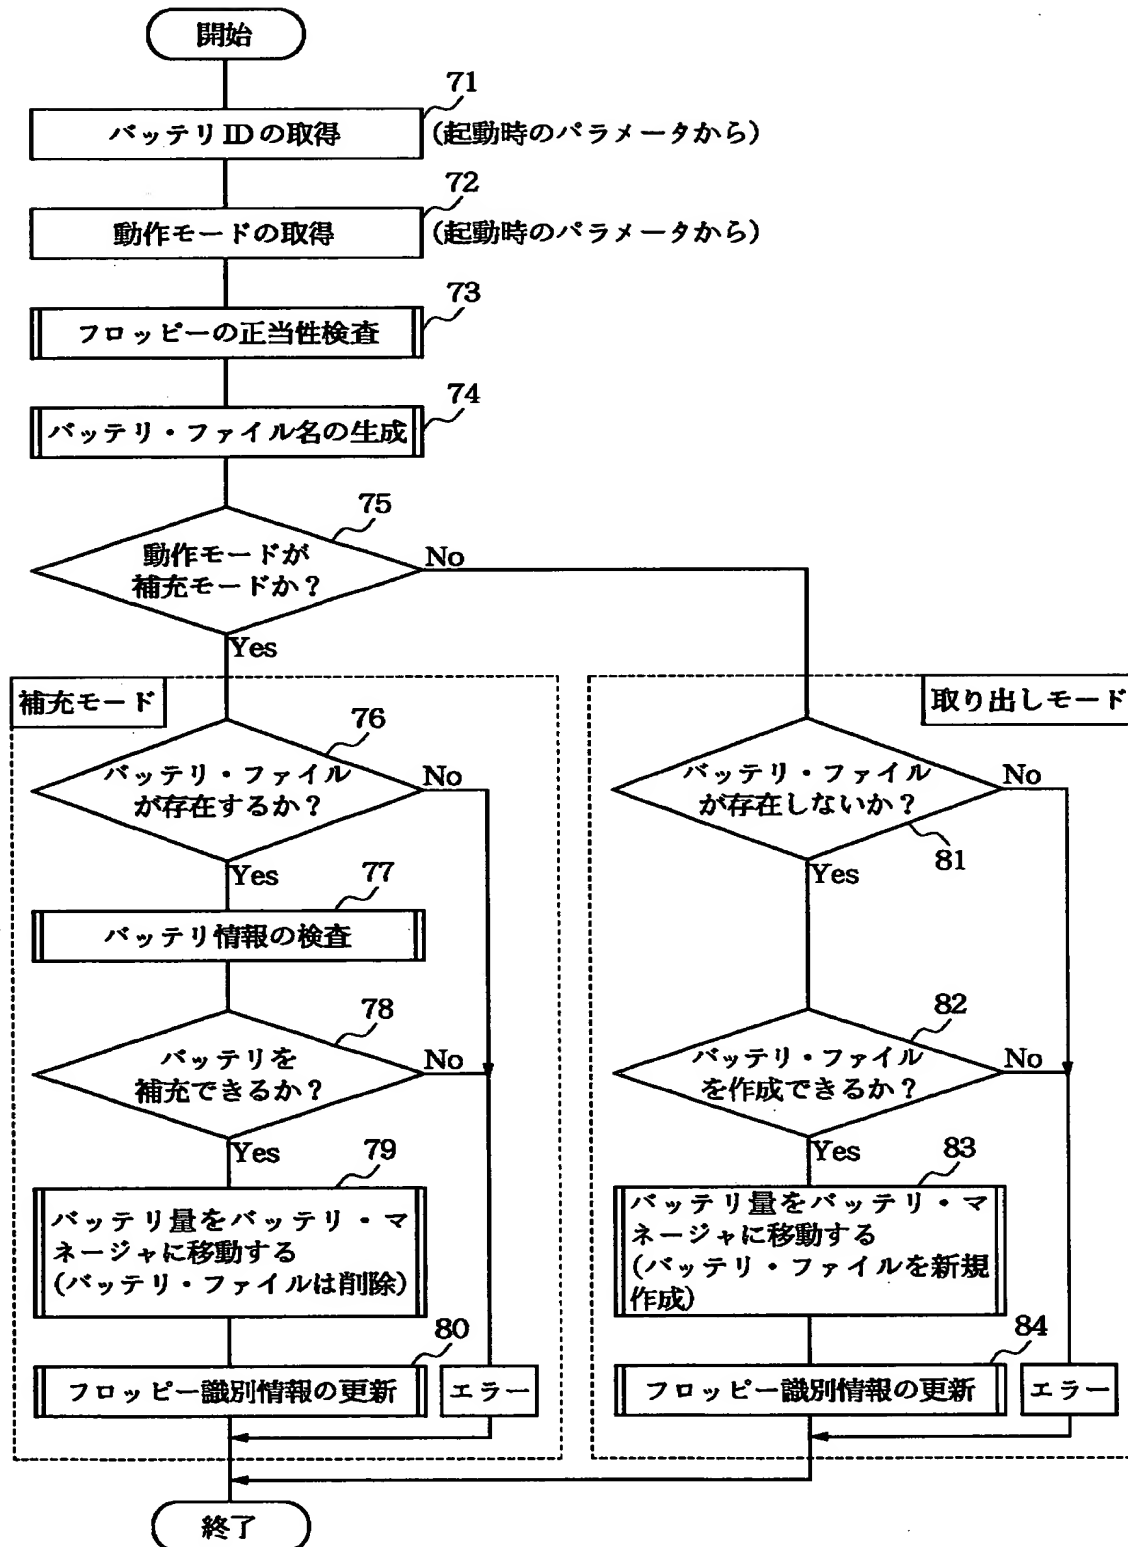 開始
71
バッテリIDの取得
(起動時のパラメータから)
72
動作モードの取得
(起動時のパラメータから)
73
フロッピーの正当性検査
74
バッテリ・ファイル名の生成
75
動作モードが
補充モードか？
No
Yes
補充モード
76
バッテリ・ファイル
が存在するか？
No
Yes
77
バッテリ情報の検査
78
バッテリを
補充できるか？
No
Yes
79
バッテリ量をバッテリ・マ
ネージャに移動する
(バッテリ・ファイルは削除)
80
フロッピー識別情報の更新
エラー
取り出しモード
バッテリ・ファイル
が存在しないか？
No
81
Yes
82
バッテリ・ファイル
を作成できるか？
No
Yes
83
バッテリ量をバッテリ・マ
ネージャに移動する
(バッテリ・ファイルを新規
作成)
84
フロッピー識別情報の更新
エラー
終了